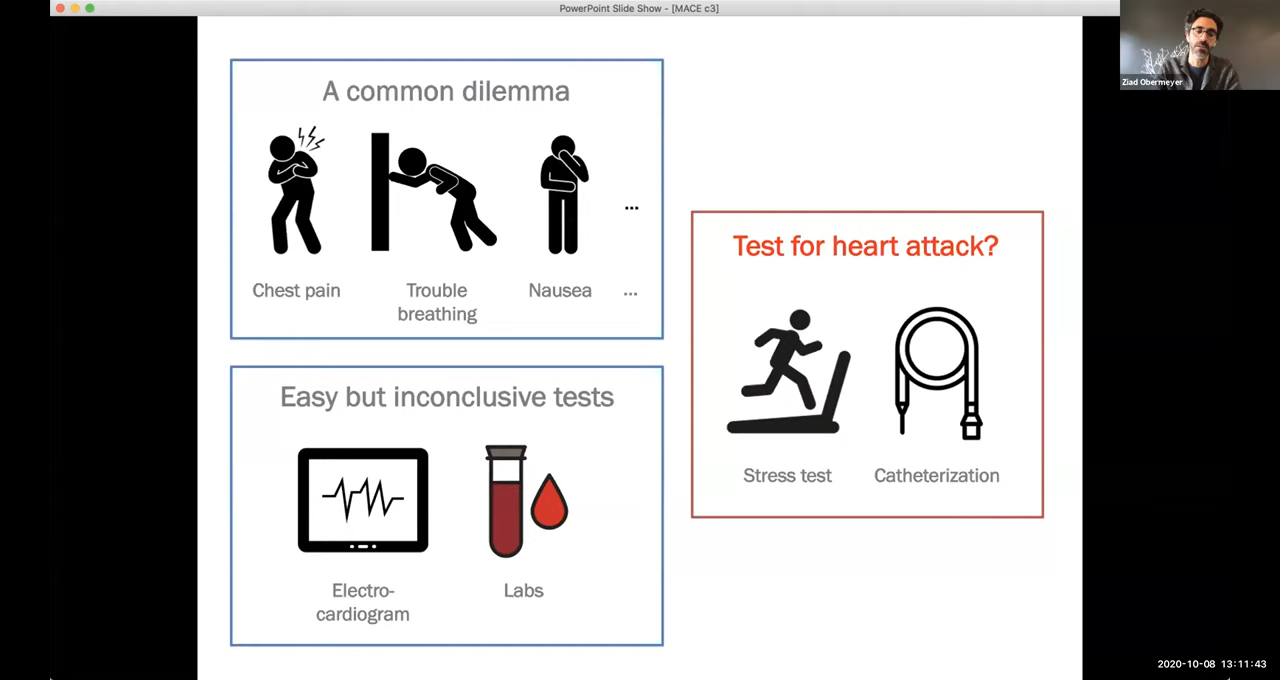 PowerPoint Slide Show - [MACE c3]
Ziad Obermeyer
A common dilemma
...
Chest pain
Trouble
breathing
Nausea
...
Easy but inconclusive tests
Electro-
cardiogram
Labs
Test for heart attack?
Stress test
Catheterization
2020-10-08 13:11:43